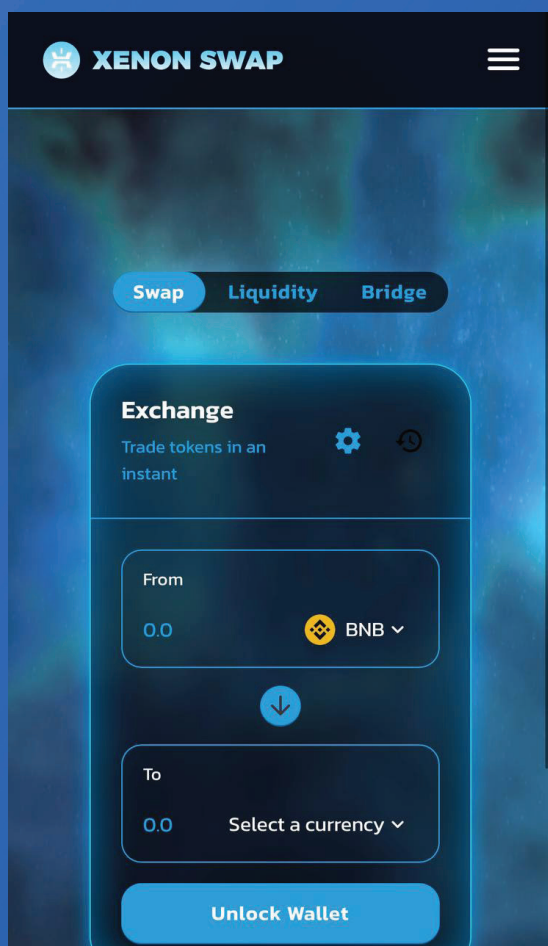 XENON SWAP
Swap Liquidity Bridge
Exchange
Trade tokens in an
instant
From
0.0 BNB
To
0.0 Select a currency
Unlock Wallet